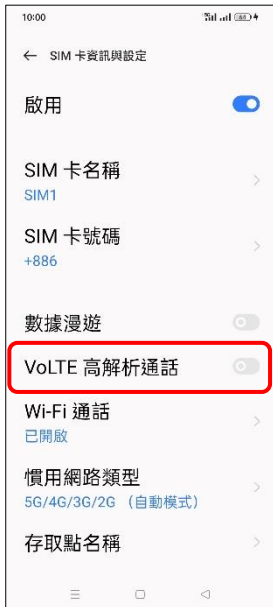 10:00
SIM 卡資訊與設定
啟用
SIM 卡名稱
SIM1
SIM 卡號碼
+886
數據漫遊
VoLTE 高解析通話
Wi-Fi 通話
已開啟
慣用網路類型
5G/4G/3G/2G （自動模式）
存取點名稱